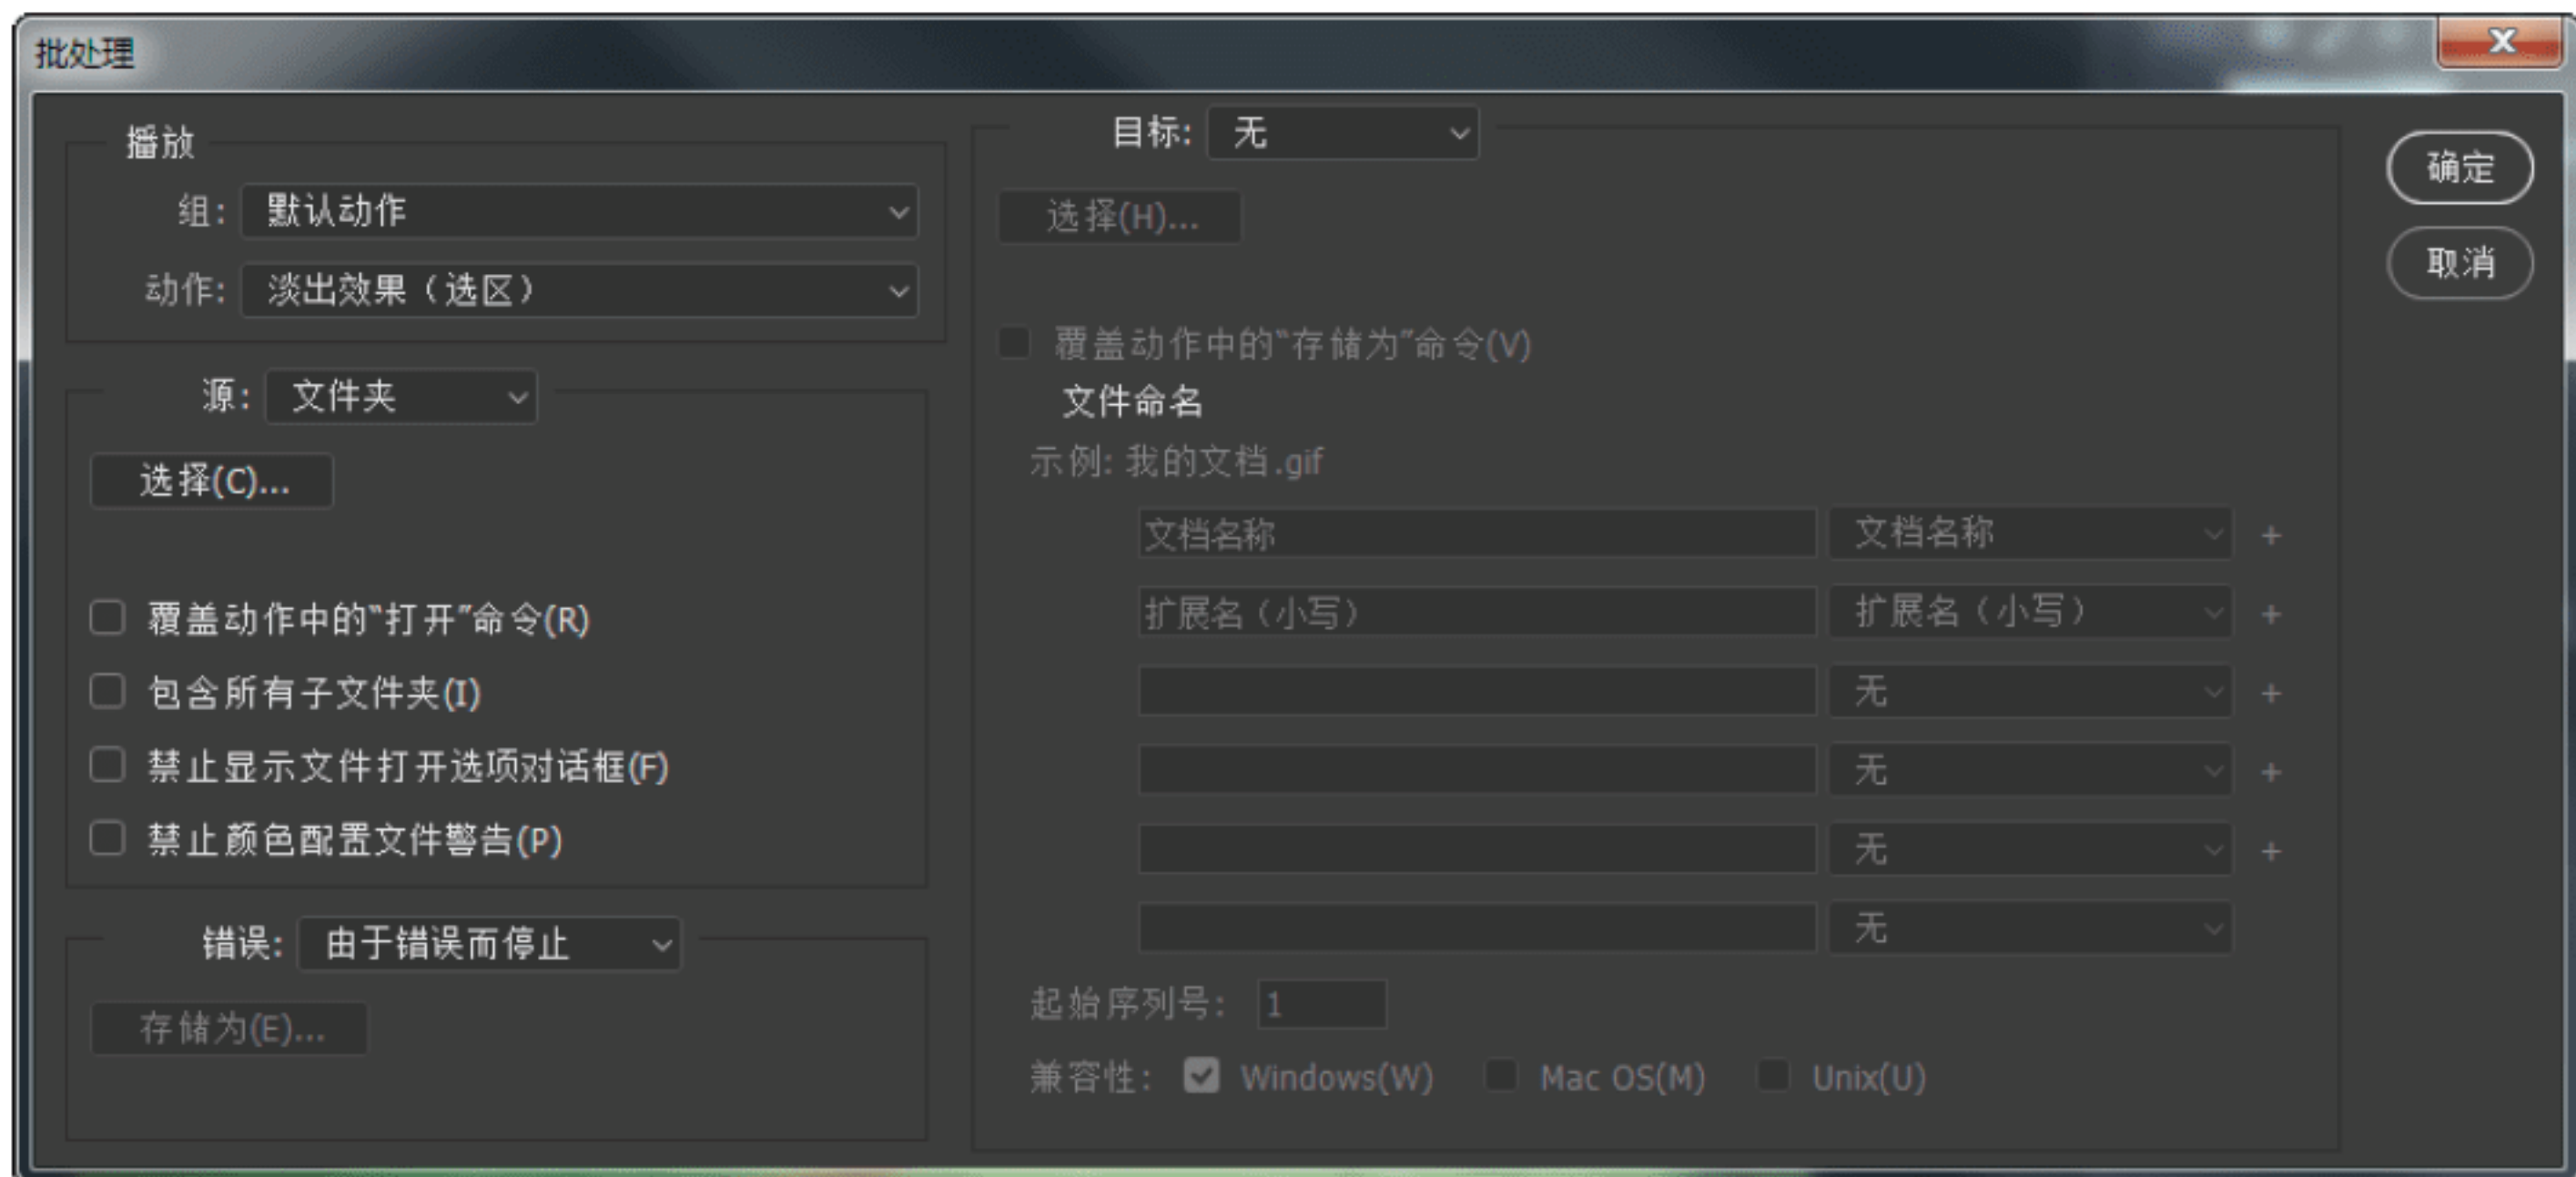 批处理
播放
组: 默认动作
动作: 淡出效果（选区）
源: 文件夹
选择(C)...
覆盖动作中的“打开”命令(R)
包含所有子文件夹(I)
禁止显示文件打开选项对话框(F)
禁止颜色配置文件警告(P)
错误: 由于错误而停止
存储为(E)...
目标: 无
选择(H)...
覆盖动作中的“存储为”命令(V)
文件命名
示例: 我的文档.gif
文档名称 文档名称 +
扩展名（小写） 扩展名（小写） +
无 +
无 +
无 +
无
起始序列号: 1
兼容性: Windows(W) Mac OS(M) Unix(U)
确定
取消